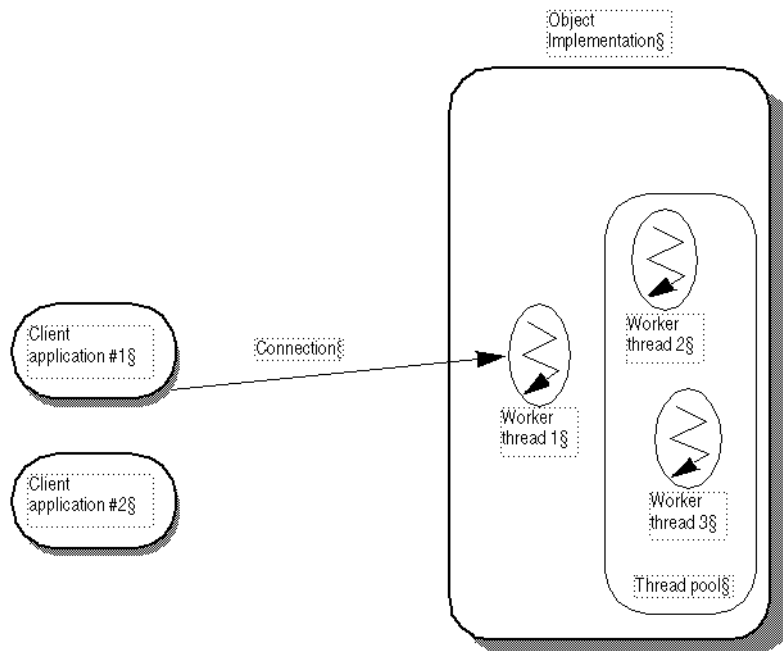 Object
Implementation§
Client
application #1§
Connection§
Worker
thread 1§
Worker
thread 2§
Worker
thread 3§
Thread pool§
Client
application #2§